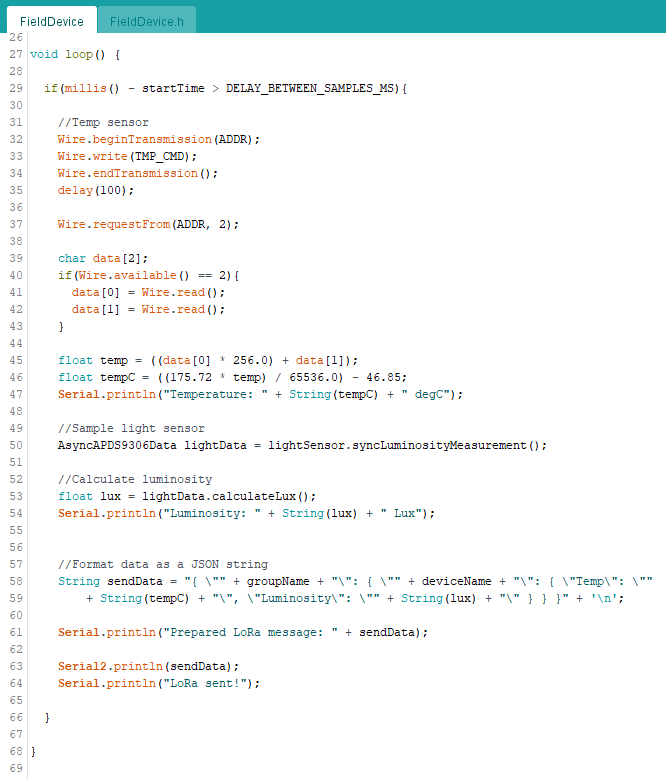 FieldDevice FieldDevice.h
26
27 void loop() {
28
29   if(millis() - startTime > DELAY_BETWEEN_SAMPLES_MS){
30
31     //Temp sensor
32     Wire.beginTransmission(ADDR);
33     Wire.write(TMP_CMD);
34     Wire.endTransmission();
35     delay(100);
36
37     Wire.requestFrom(ADDR, 2);
38
39     char data[2];
40     if(Wire.available() == 2){
41       data[0] = Wire.read();
42       data[1] = Wire.read();
43     }
44
45     float temp = ((data[0] * 256.0) + data[1]);
46     float tempC = ((175.72 * temp) / 65536.0) - 46.85;
47     Serial.println("Temperature: " + String(tempC) + " degC");
48
49     //Sample light sensor
50     AsyncAPDS9306Data lightData = lightSensor.syncLuminosityMeasurement();
51
52     //Calculate luminosity
53     float lux = lightData.calculateLux();
54     Serial.println("Luminosity: " + String(lux) + " Lux");
55
56
57     //Format data as a JSON string
58     String sendData = "{ \"" + groupName + "\": { \"" + deviceName + "\": { \"Temp\": \""
59         + String(tempC) + "\", \"Luminosity\": \"" + String(lux) + "\" } } }" + '\n';
60
61     Serial.println("Prepared LoRa message: " + sendData);
62
63     Serial2.println(sendData);
64     Serial.println("LoRa sent!");
65
66   }
67
68 }
69